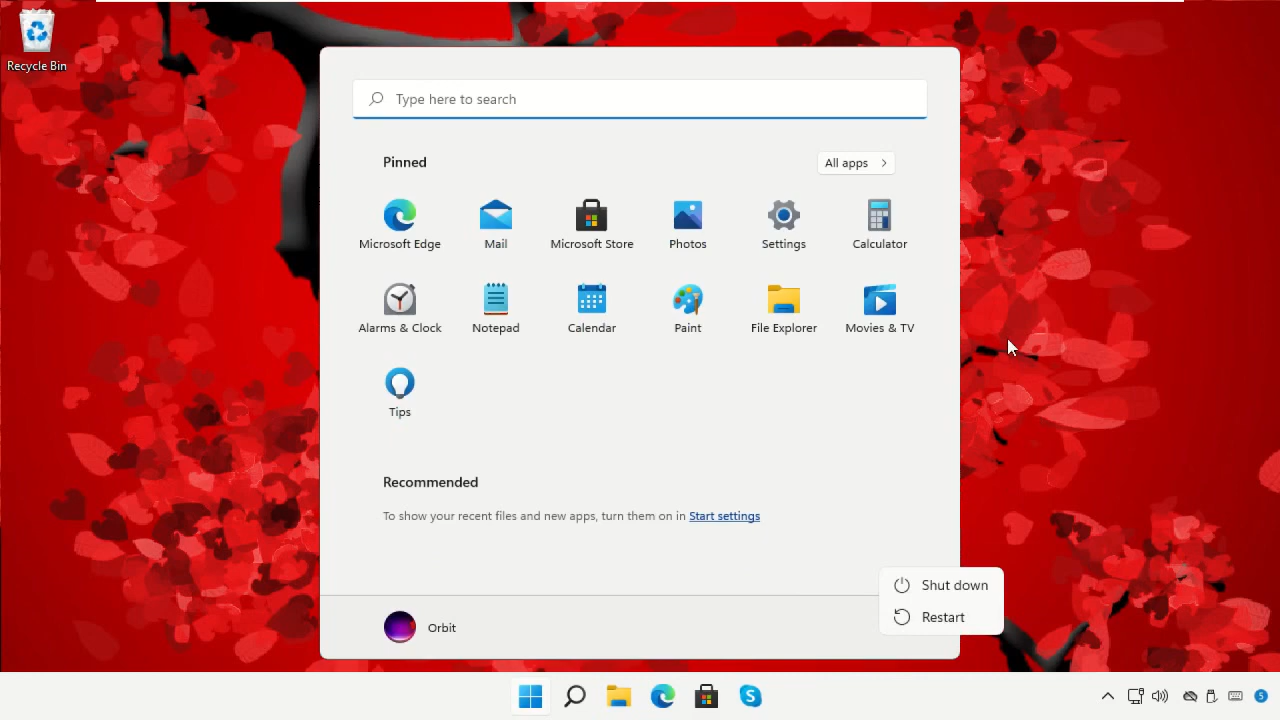 Recycle Bin
Type here to search
Pinned
All apps
Microsoft Edge
Mail
Microsoft Store
Photos
Settings
Calculator
Alarms & Clock
Notepad
Calendar
Paint
File Explorer
Movies & TV
Tips
Recommended
To show your recent files and new apps, turn them on in Start settings
Shut down
Restart
Orbit
5